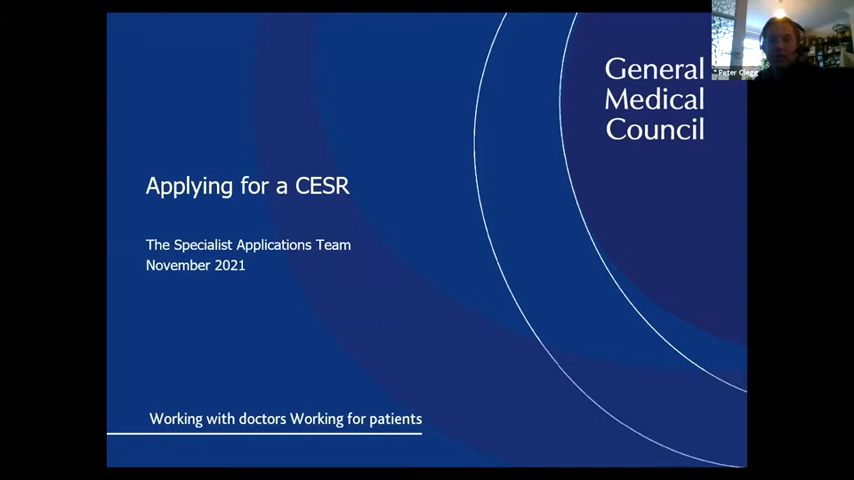 General
Medical
Council
Peter Clegg
Applying for a CESR
The Specialist Applications Team
November 2021
Working with doctors Working for patients